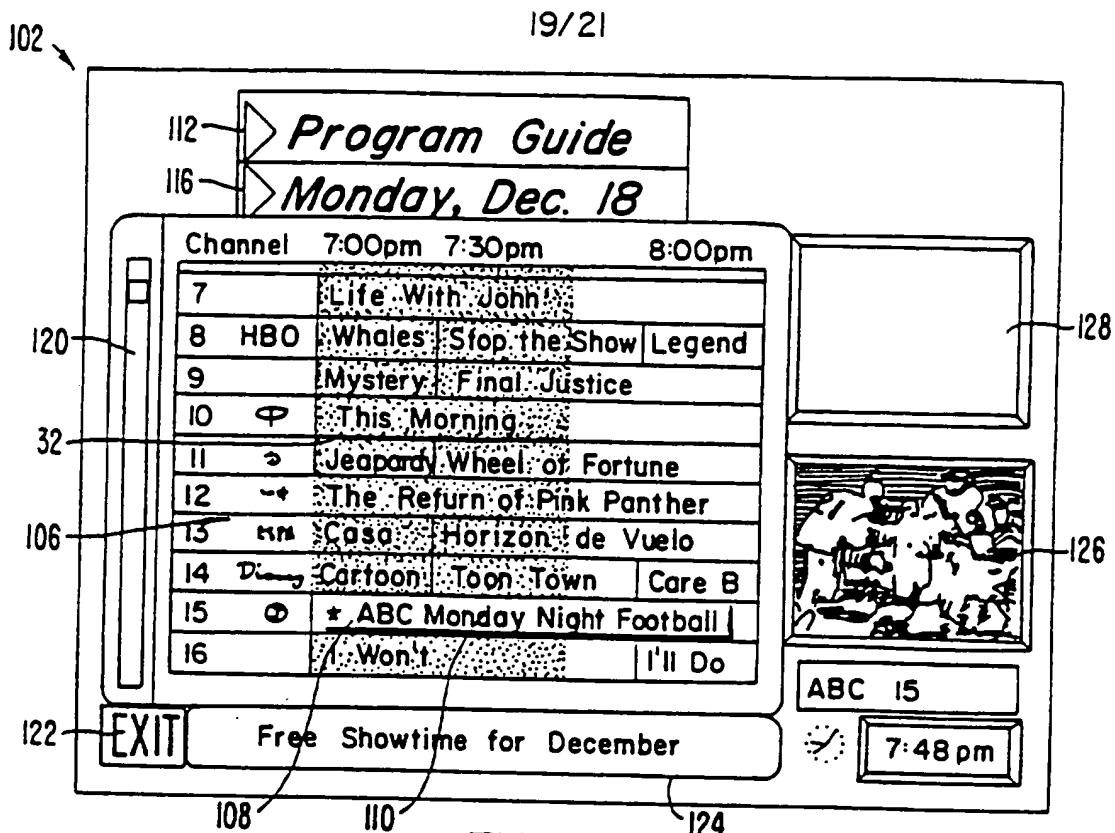 19/21
102
112 Program Guide
116 Monday, Dec. 18
Channel 7:00pm 7:30pm 8:00pm
7 Life With John
8 HBO Whales Stop the Show Legend
120
128
9 Mystery Final Justice
10 This Morning
32
11 Jeapardy Wheel of Fortune
12 The Return of Pink Panther
106
13 Casa Horizon de Vuelo
126
14 Cartoon Toon Town Care B
15 * ABC Monday Night Football
16 I Won't I'll Do
ABC 15
122 EXIT Free Showtime for December
7:48pm
108 110 124